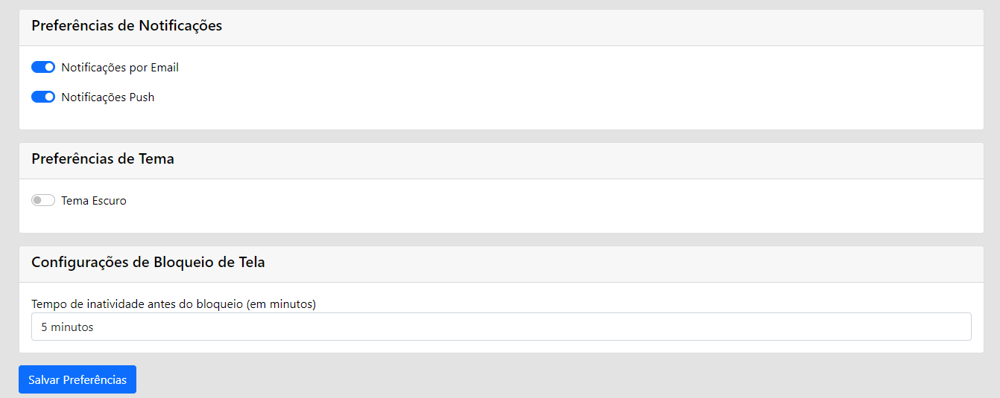 Preferências de Notificações
Notificações por Email
Notificações Push
Preferências de Tema
Tema Escuro
Configurações de Bloqueio de Tela
Tempo de inatividade antes do bloqueio (em minutos)
5 minutos
Salvar Preferências